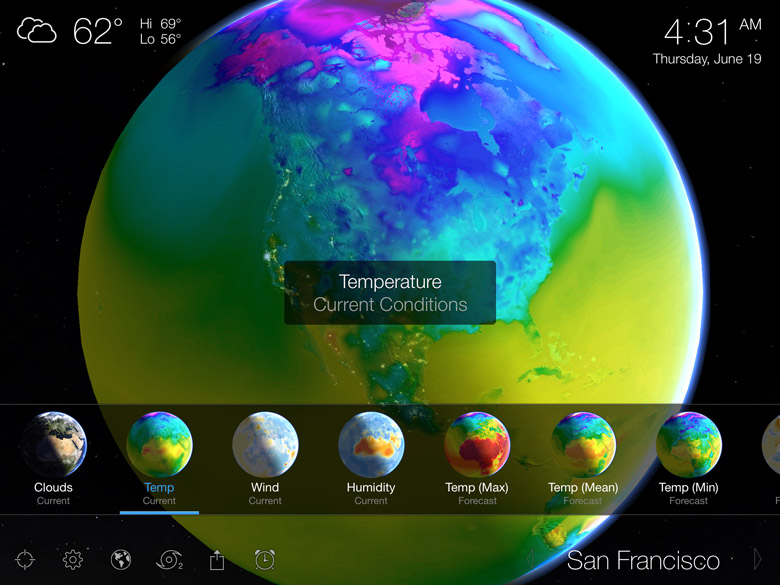 62°
Hi 69°
Lo 56°
4:31 AM
Thursday, June 19
Temperature
Current Conditions
Clouds
Current
Temp
Current
Wind
Current
Humidity
Current
Temp (Max)
Forecast
Temp (Mean)
Forecast
Temp (Min)
Forecast
2
San Francisco